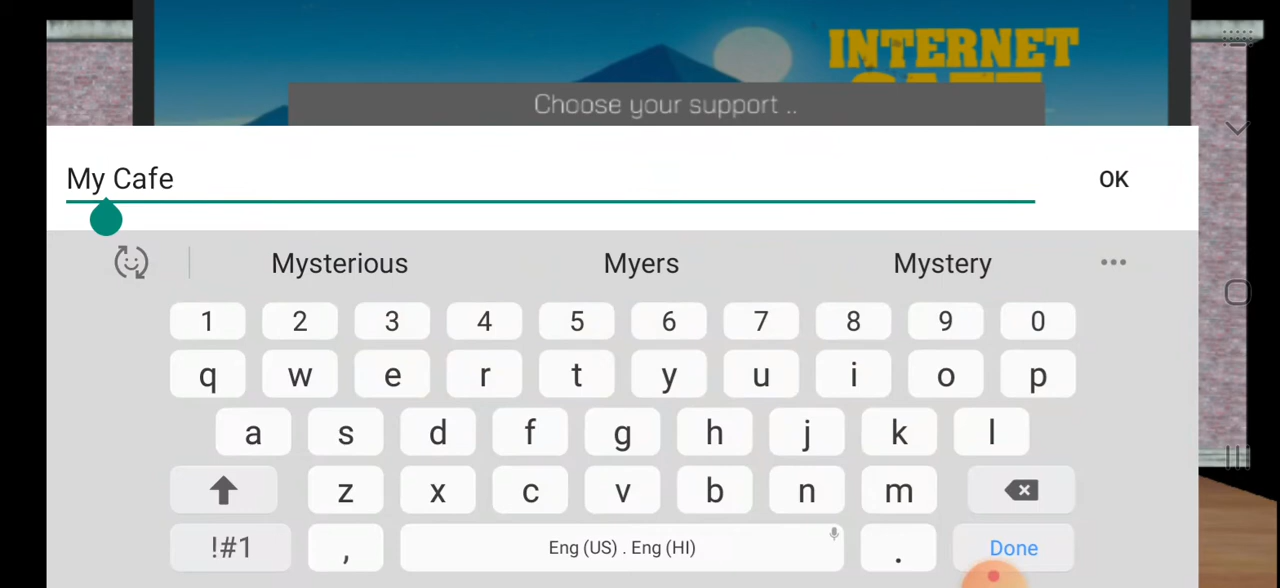 INTERNET
CAFE
Choose your support ..
My Cafe
OK
Mysterious Myers Mystery
1 2 3 4 5 6 7 8 9 0
q w e r t y u i o p
a s d f g h j k l
z x c v b n m
!#1 , Eng (US) . Eng (HI) . Done